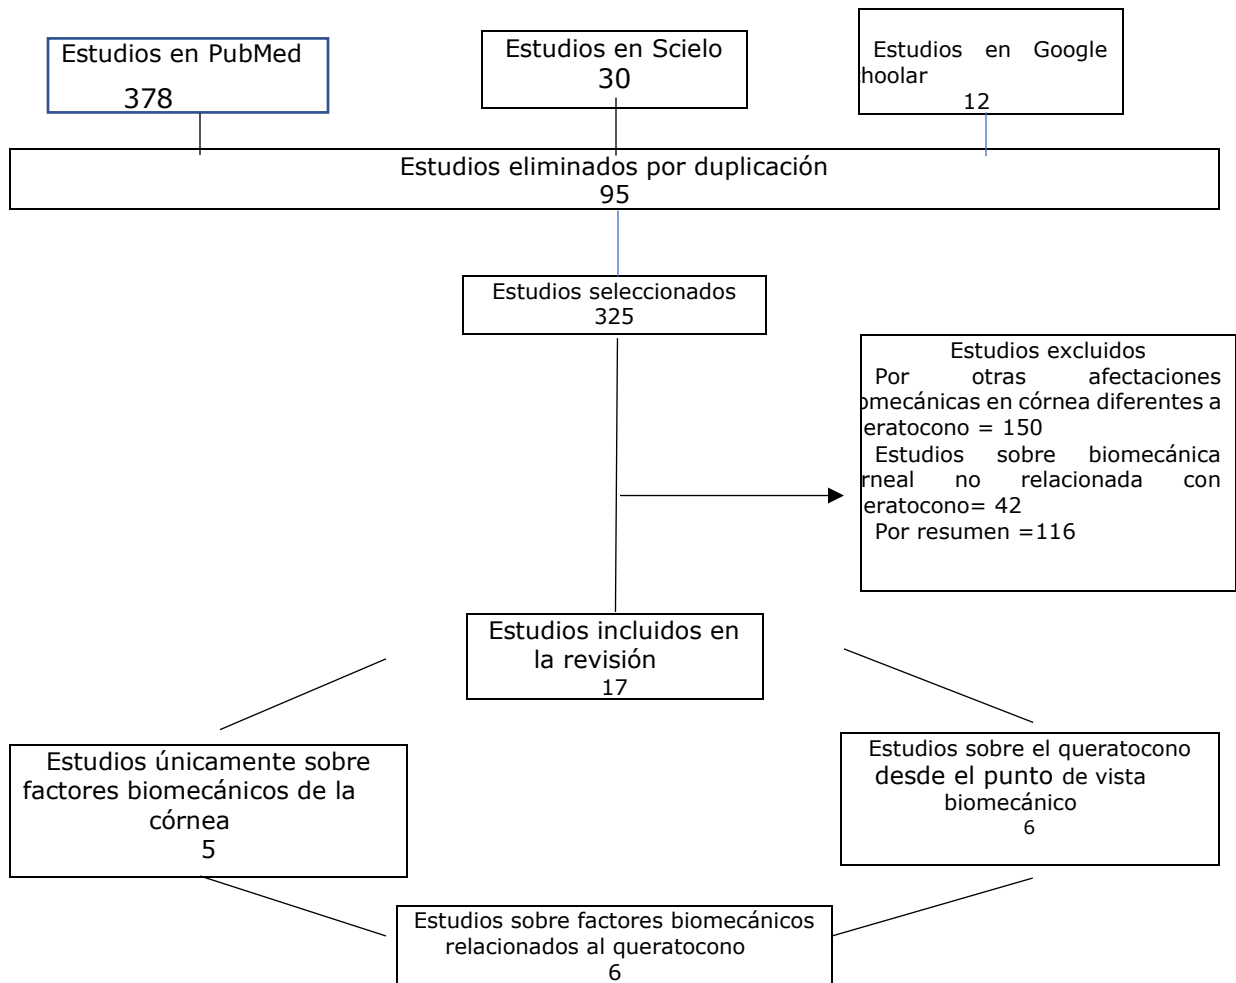 Estudios en PubMed
378
Estudios en Scielo
30
Estudios en Google
hoolar
12
Estudios eliminados por duplicación
95
Estudios seleccionados
325
Estudios excluidos
Por otras afectaciones
omecánicas en córnea diferentes a
eratocono = 150
Estudios sobre biomecánica
rneal no relacionada con
eratocono= 42
Por resumen =116
Estudios incluidos en
la revisión
17
Estudios únicamente sobre
factores biomecánicos de la
córnea
5
Estudios sobre el queratocono
desde el punto de vista
biomecánico
6
Estudios sobre factores biomecánicos
relacionados al queratocono
6